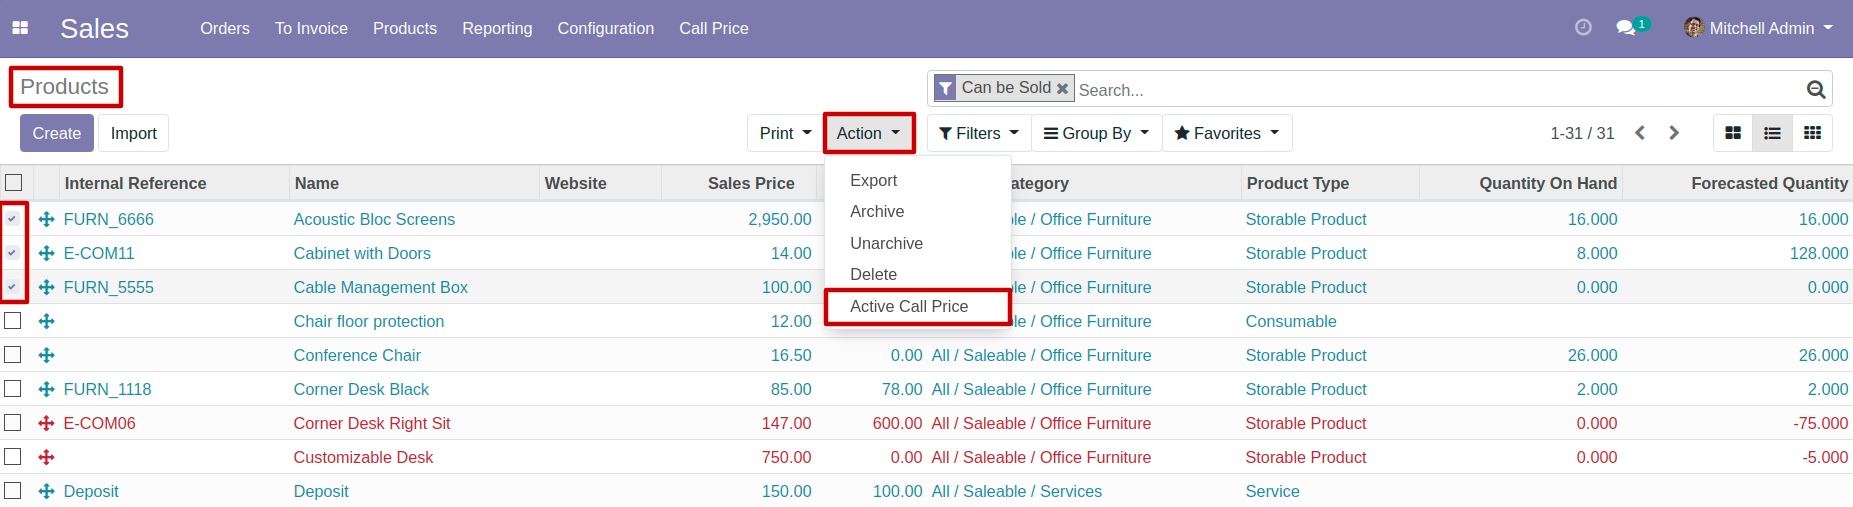 Sales Orders To Invoice Products Reporting Configuration Call Price 1 Mitchell Admin
Products
Can be Sold Search...
Create Import Print Action Filters Group By Favorites 1-31 / 31
Internal Reference Name Website Sales Price ategory Product Type Quantity On Hand Forecasted Quantity
Export
Archive
Unarchive
Delete
Active Call Price
FURN_6666 Acoustic Bloc Screens 2,950.00 ble / Office Furniture Storable Product 16.000 16.000
E-COM11 Cabinet with Doors 14.00 ble / Office Furniture Storable Product 8.000 128.000
FURN_5555 Cable Management Box 100.00 ble / Office Furniture Storable Product 0.000 0.000
Chair floor protection 12.00 ble / Office Furniture Consumable
Conference Chair 16.50 0.00 All / Saleable / Office Furniture Storable Product 26.000 26.000
FURN_1118 Corner Desk Black 85.00 78.00 All / Saleable / Office Furniture Storable Product 2.000 2.000
E-COM06 Corner Desk Right Sit 147.00 600.00 All / Saleable / Office Furniture Storable Product 0.000 -75.000
Customizable Desk 750.00 0.00 All / Saleable / Office Furniture Storable Product 0.000 -5.000
Deposit Deposit 150.00 100.00 All / Saleable / Services Service